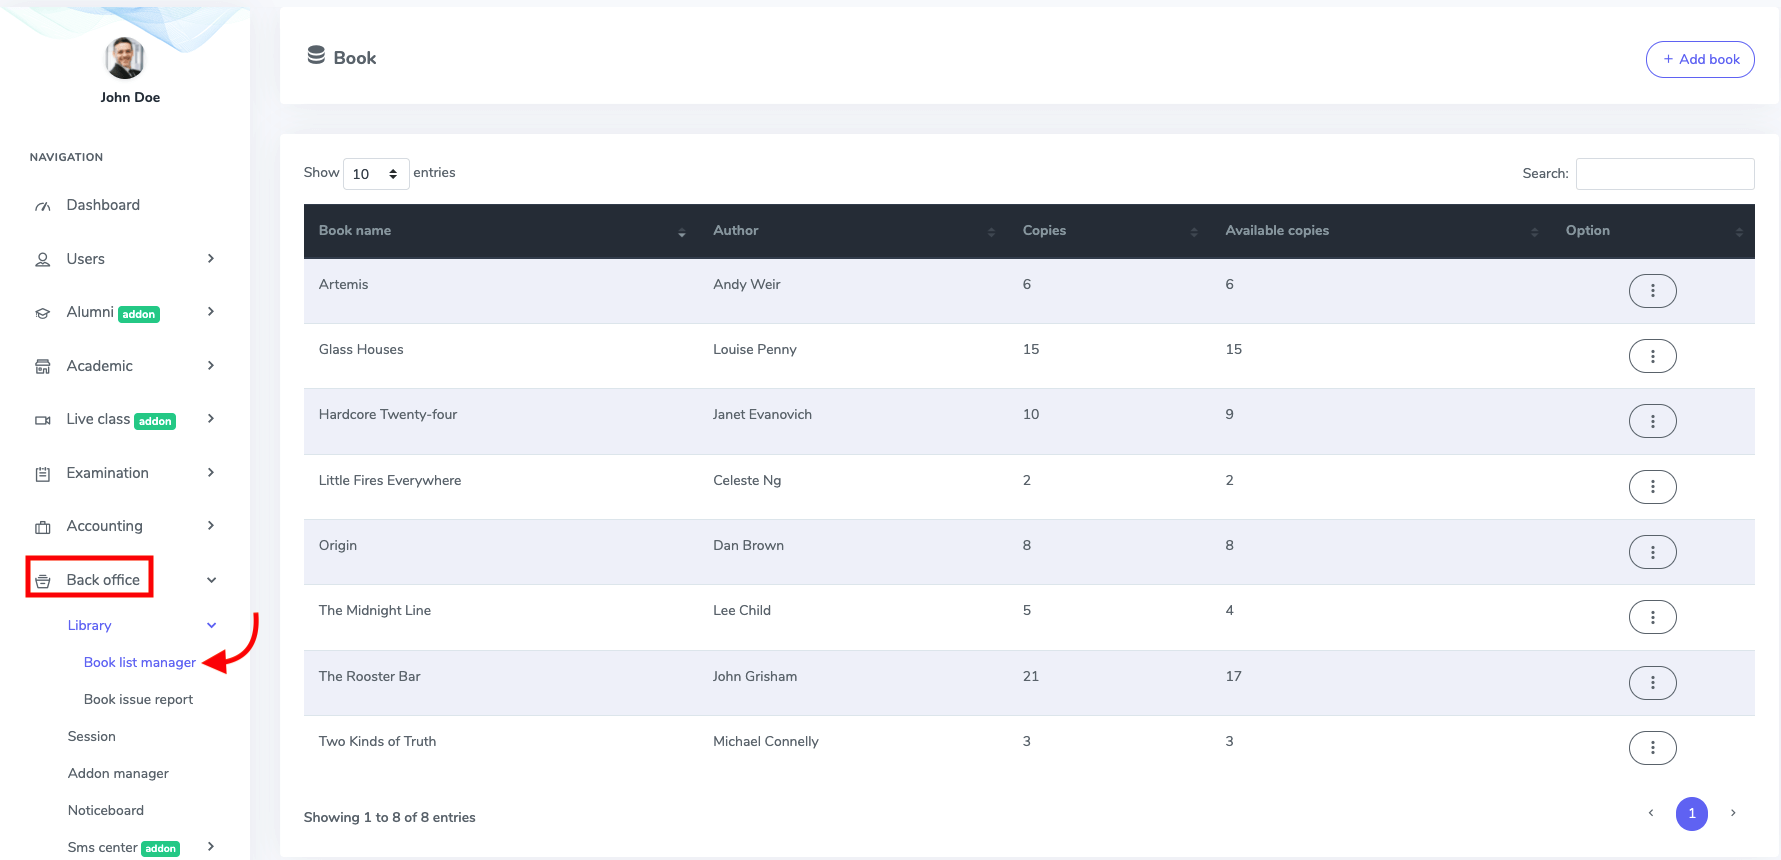 John Doe
NAVIGATION
Dashboard
Users
Alumni addon
Academic
Live class addon
Examination
Accounting
Back office
Library
Book list manager
Book issue report
Session
Addon manager
Noticeboard
Sms center addon
Book
+ Add book
Show 10 entries
Search:
Book name Author Copies Available copies Option
Artemis Andy Weir 6 6
Glass Houses Louise Penny 15 15
Hardcore Twenty-four Janet Evanovich 10 9
Little Fires Everywhere Celeste Ng 2 2
Origin Dan Brown 8 8
The Midnight Line Lee Child 5 4
The Rooster Bar John Grisham 21 17
Two Kinds of Truth Michael Connelly 3 3
Showing 1 to 8 of 8 entries
1